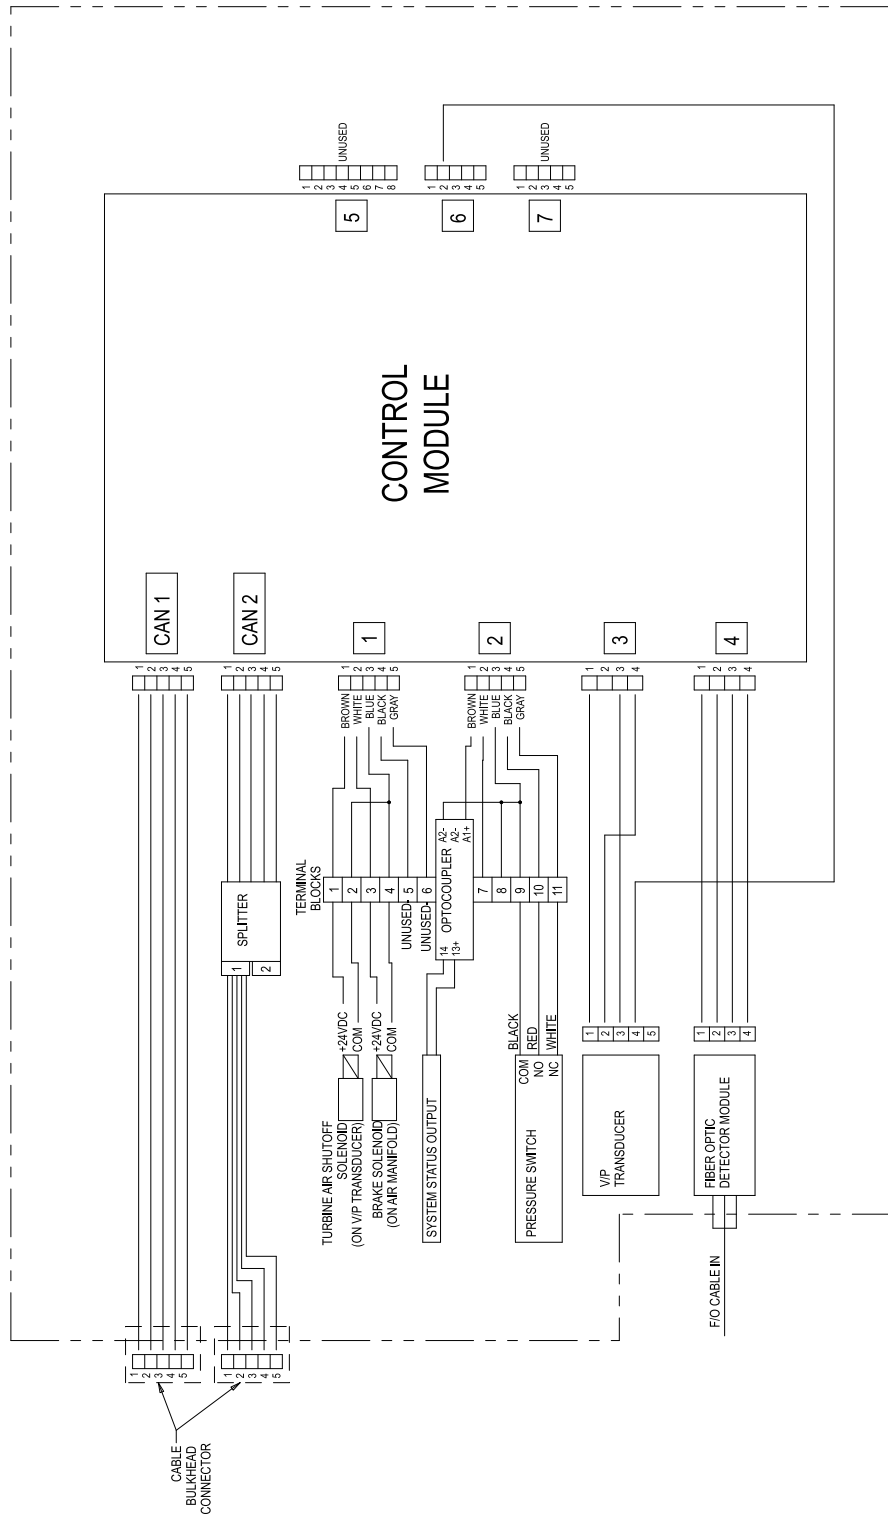 UNUSED
1
2
3
4
5
6
7
8
1
2
3
4
5
UNUSED
1
2
3
4
5
5
6
7
CONTROL
MODULE
CAN 1
CAN 2
1
2
3
4
1
2
3
4
5
1
2
3
4
5
1
2
3
4
5
1
2
3
4
5
1
2
3
4
1
2
3
4
BROWN
WHITE
BLUE
BLACK
GRAY
BROWN
WHITE
BLUE
BLACK
GRAY
TERMINAL
BLOCKS
1
2
3
4
5
6
7
8
9
10
11
UNUSED
UNUSED
A2-
A2-
A1+
OPTOCOUPLER
14
13+
SPLITTER
1
2
+24VDC
COM
+24VDC
COM
TURBINE AIR SHUTOFF
SOLENOID
(ON V/P TRANSDUCER)
BRAKE SOLENOID
(ON AIR MANIFOLD)
SYSTEM STATUS OUTPUT
BLACK
RED
WHITE
COM
NO
NC
PRESSURE SWITCH
1
2
3
4
5
V/P
TRANSDUCER
1
2
3
4
FIBER OPTIC
DETECTOR MODULE
F/O CABLE IN
1
2
3
4
5
1
2
3
4
5
CABLE
BULKHEAD
CONNECTOR